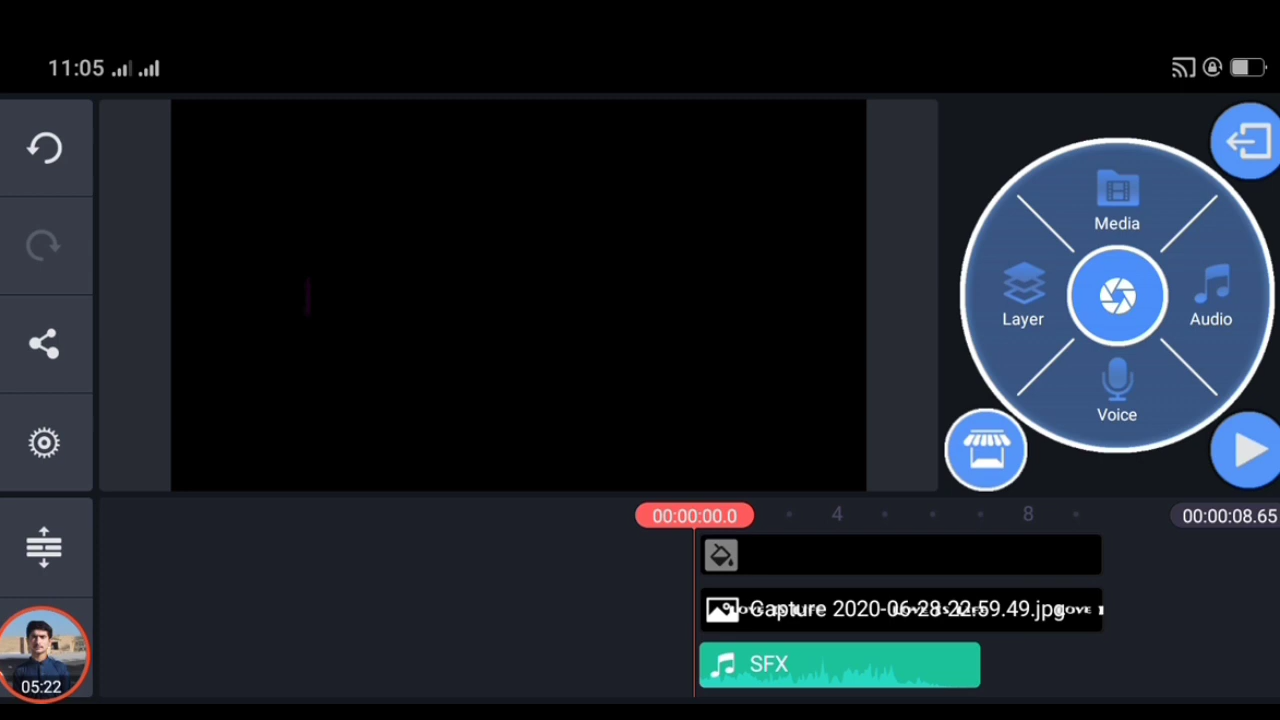 11:05
Media
Layer
Audio
Voice
00:00:00.0
4
8
00:00:08.65
Capture 2020-06-28-22:59.49.jpg
SFX
05:22